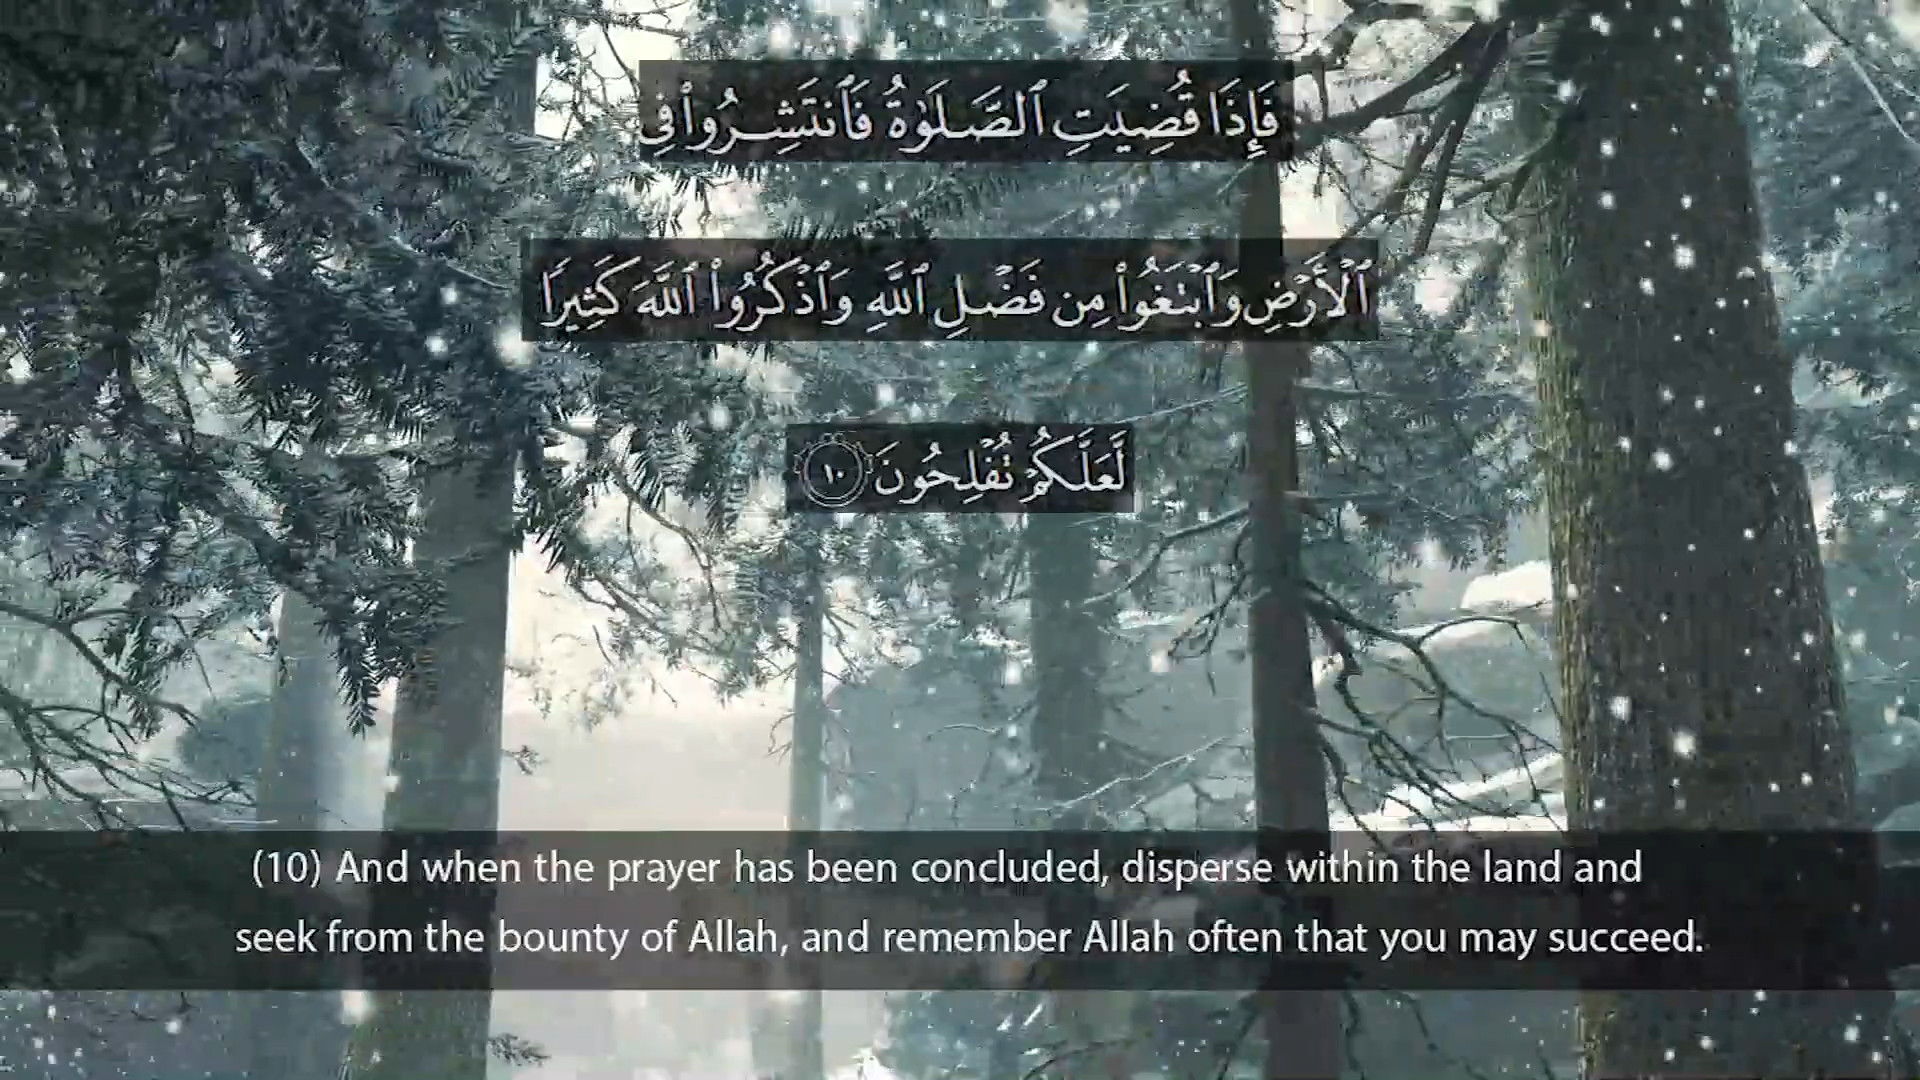 فَإِذَا قُضِيَتِ ٱلصَّلَوٰةُ فَٱنتَشِرُوا۟ فِى
ٱلْأَرْضِ وَٱبْتَغُوا۟ مِن فَضْلِ ٱللَّهِ وَٱذْكُرُوا۟ ٱللَّهَ كَثِيرًا
لَّعَلَّكُمْ تُفْلِحُونَ ١٠
(10) And when the prayer has been concluded, disperse within the land and
seek from the bounty of Allah, and remember Allah often that you may succeed.